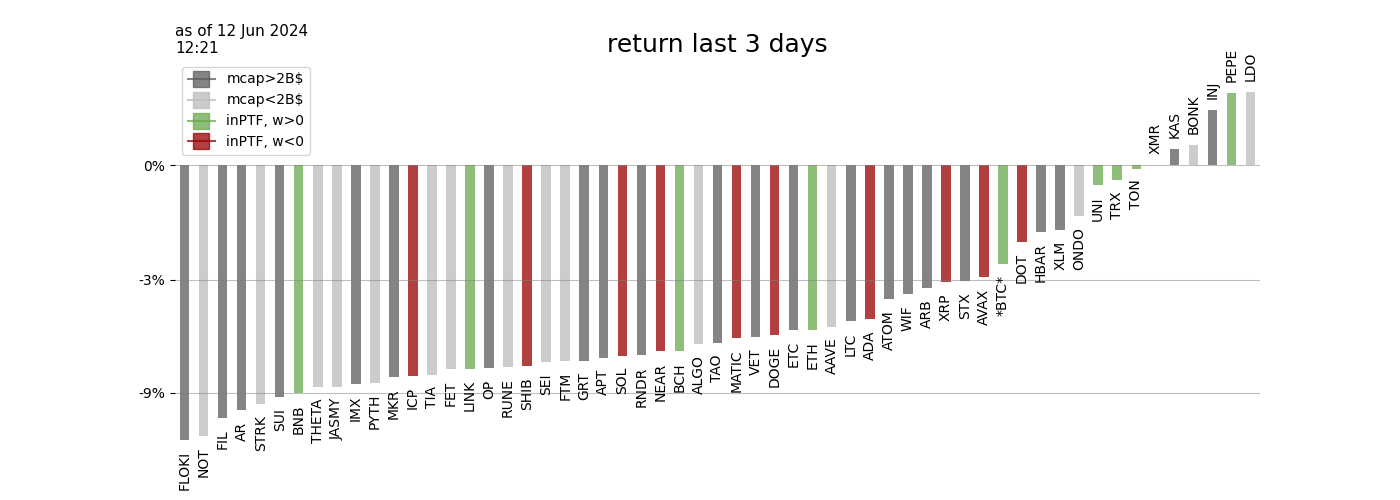 as of 12 Jun 2024
12:21
return last 3 days
mcap>2B$
mcap<2B$
inPTF, w>0
inPTF, w<0
0%
-3%
-9%
FLOKI
NOT
FIL
AR
STRK
SUI
BNB
THETA
JASMY
IMX
PYTH
MKR
ICP
TIA
FET
LINK
OP
RUNE
SHIB
SEI
FTM
GRT
APT
SOL
RNDR
NEAR
BCH
ALGO
TAO
MATIC
VET
DOGE
ETC
ETH
AAVE
LTC
ADA
ATOM
WIF
ARB
XRP
STX
AVAX
*BTC*
DOT
HBAR
XLM
ONDO
UNI
TRX
TON
XMR
KAS
BONK
INJ
PEPE
LDO